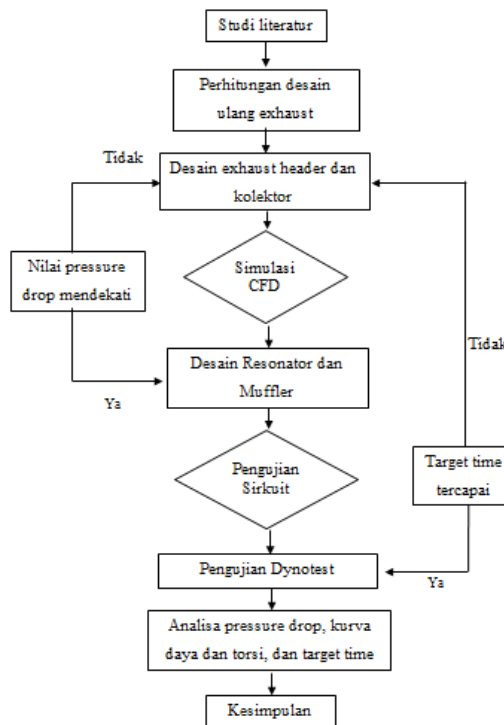 Studi literatur
Perhitungan desain
ulang exhaust
Tidak
Desain exhaust header dan
kolektor
Nilai pressure
drop mendekati
Simulasi
CFD
Tidak
Ya
Desain Resonator dan
Muffler
Pengujian
Sirkuit
Target time
tercapai
Pengujian Dynotest
Ya
Analisa pressure drop, kurva
daya dan torsi, dan target time
Kesimpulan